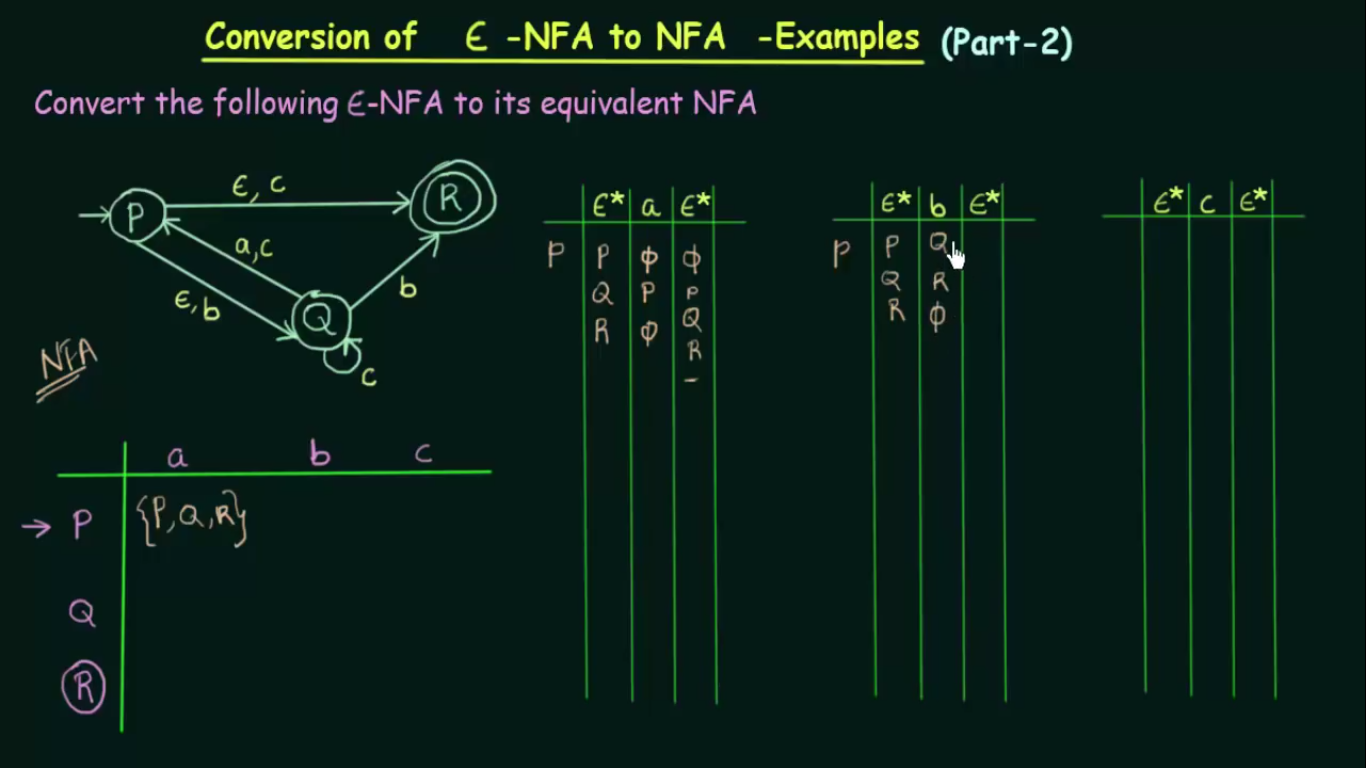 Conversion of ϵ -NFA to NFA -Examples (Part-2)
Convert the following ϵ-NFA to its equivalent NFA
P
ϵ, c
R
a,c
ϵ,b
Q
b
c
NFA
a b c
→ P {P,Q,R}
Q
R
ϵ* a ϵ*
P P ϕ ϕ
Q P P
Q
R ϕ R
-
ϵ* b ϵ*
P P Q
Q R
R ϕ
ϵ* c ϵ*